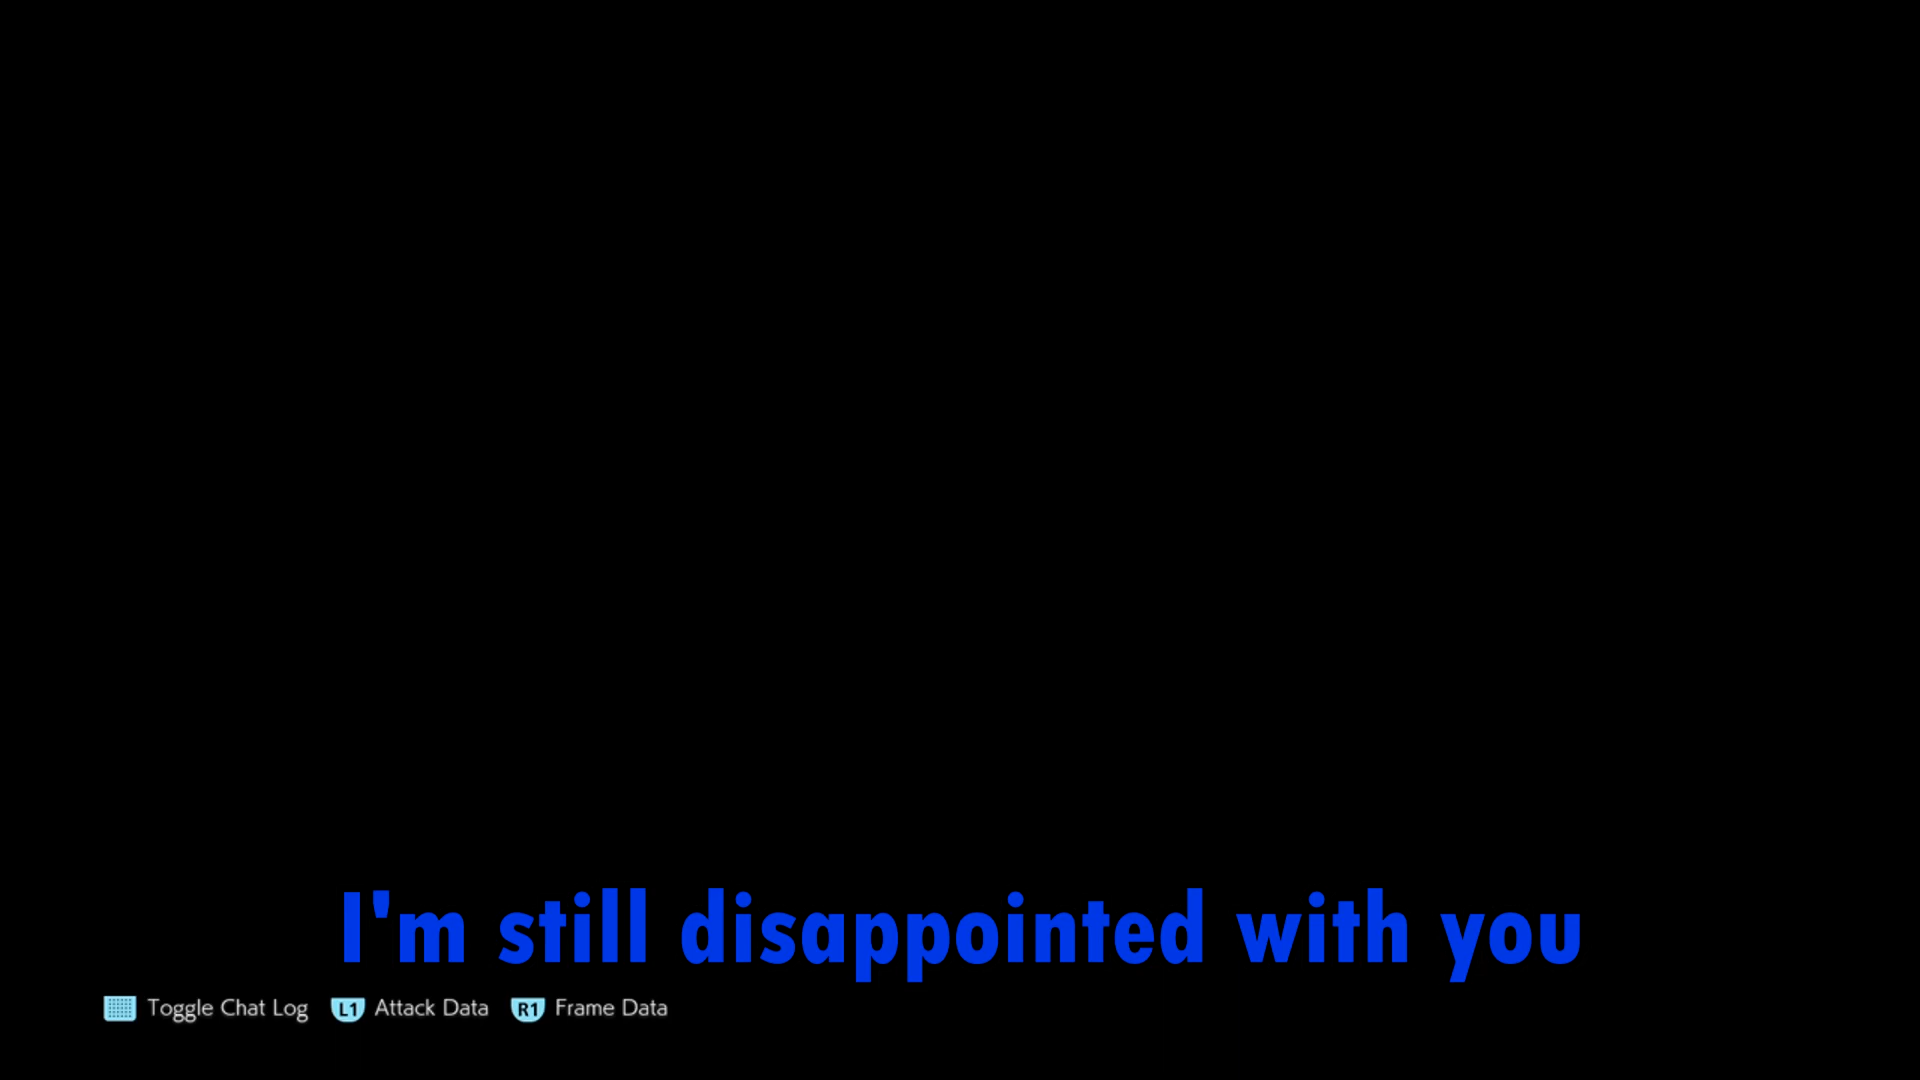 I'm still disappointed with you
Toggle Chat Log L1 Attack Data R1 Frame Data